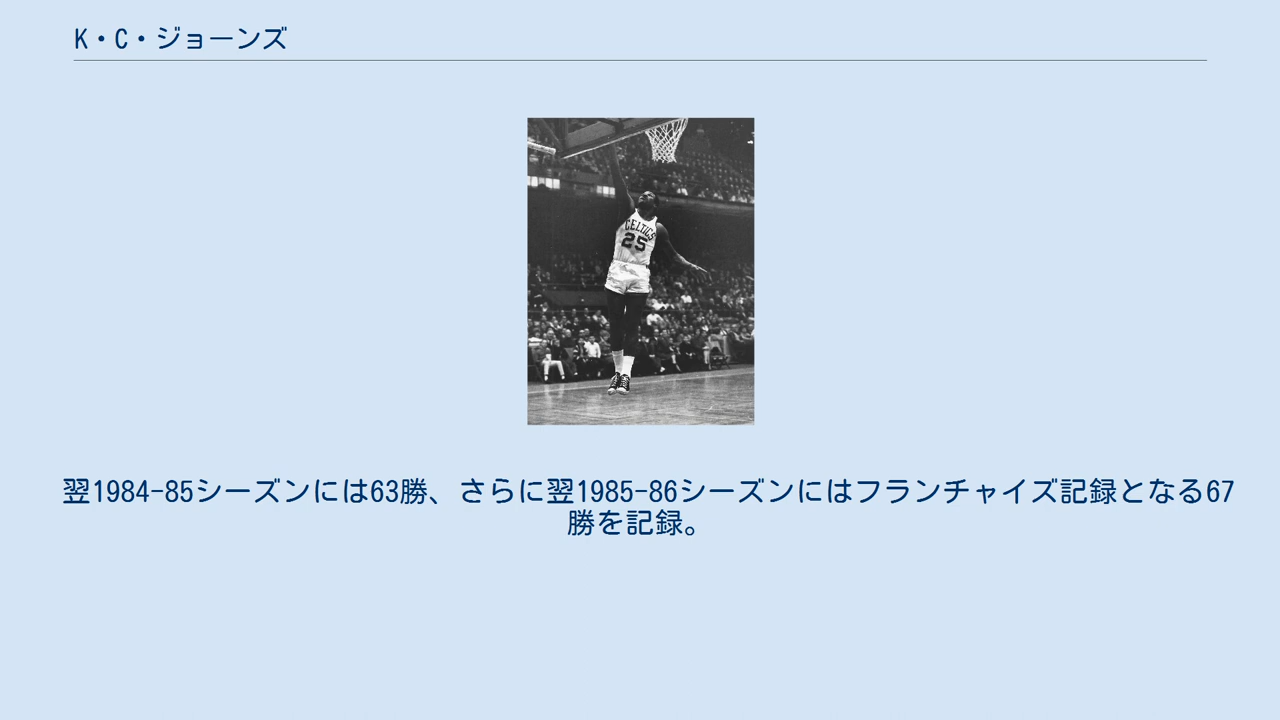 K・C・ジョーンズ
CELTICS
25
翌1984-85シーズンには63勝、さらに翌1985-86シーズンにはフランチャイズ記録となる67
勝を記録。